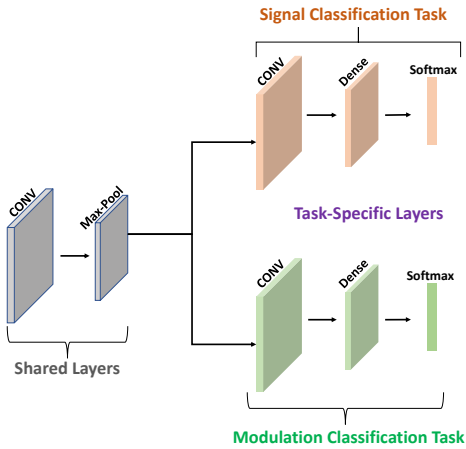 Signal Classification Task
CONV
Dense
Softmax
CONV
Max-Pool
Task-Specific Layers
CONV
Dense
Softmax
Shared Layers
Modulation Classification Task